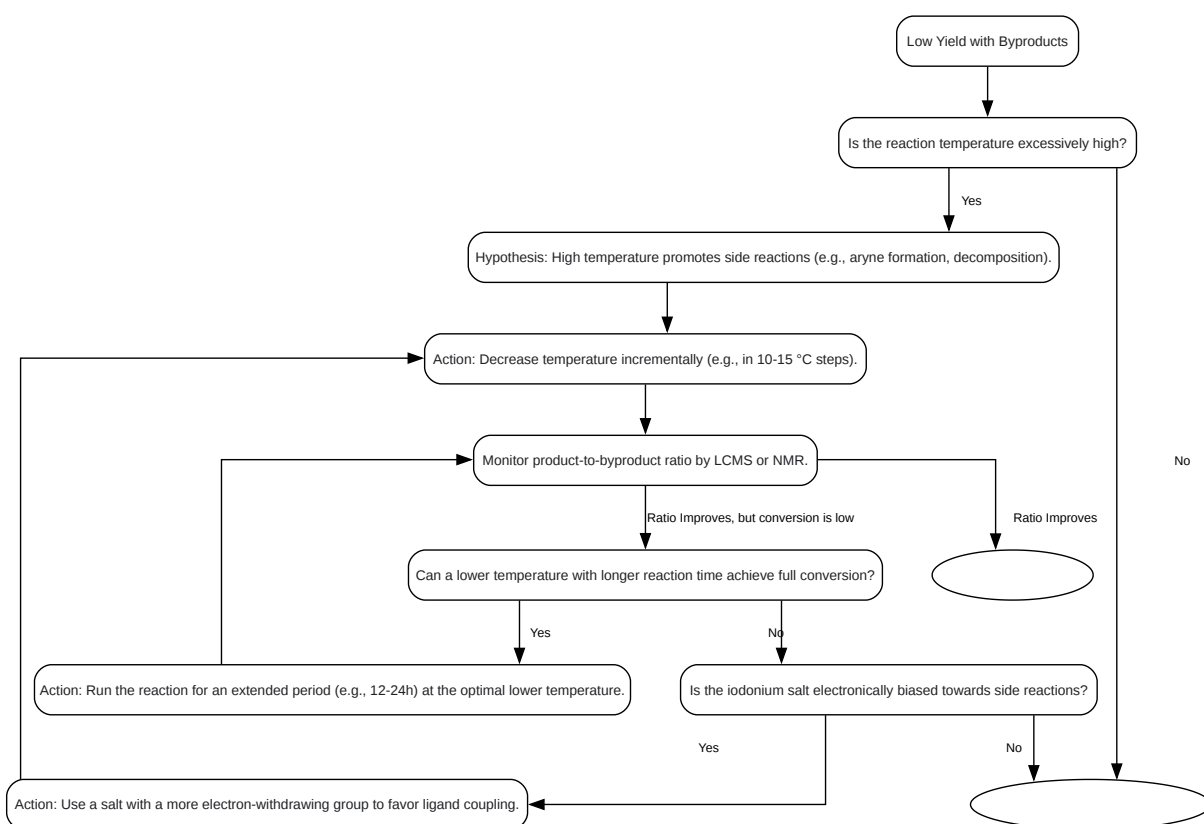 Low Yield with Byproducts
Is the reaction temperature excessively high?
Yes
Hypothesis: High temperature promotes side reactions (e.g., aryne formation, decomposition).
Action: Decrease temperature incrementally (e.g., in 10-15 °C steps).
Monitor product-to-byproduct ratio by LCMS or NMR.
No
Ratio Improves, but conversion is low
Ratio Improves
Can a lower temperature with longer reaction time achieve full conversion?
Yes
No
Action: Run the reaction for an extended period (e.g., 12-24h) at the optimal lower temperature.
Is the iodonium salt electronically biased towards side reactions?
Yes
No
Action: Use a salt with a more electron-withdrawing group to favor ligand coupling.